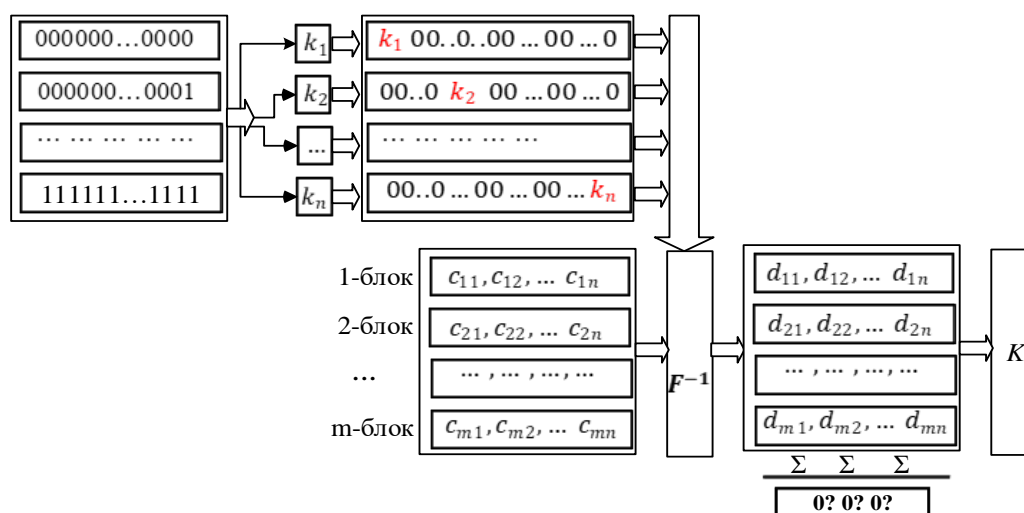 000000…0000
000000…0001
… … … … …
111111…1111
k₁
k₂
...
kₙ
k₁ 00..0..00 … 00 … 0
00..0 k₂ 00 … 00 … 0
… … … … …
00..0 … 00 … 00 … kₙ
1-блок
2-блок
...
m-блок
c₁₁, c₁₂, … c₁ₙ
c₂₁, c₂₂, … c₂ₙ
… , … , … , …
cₘ₁, cₘ₂, … cₘₙ
F⁻¹
d₁₁, d₁₂, … d₁ₙ
d₂₁, d₂₂, … d₂ₙ
… , … , … , …
dₘ₁, dₘ₂, … dₘₙ
Σ Σ Σ
0? 0? 0?
K